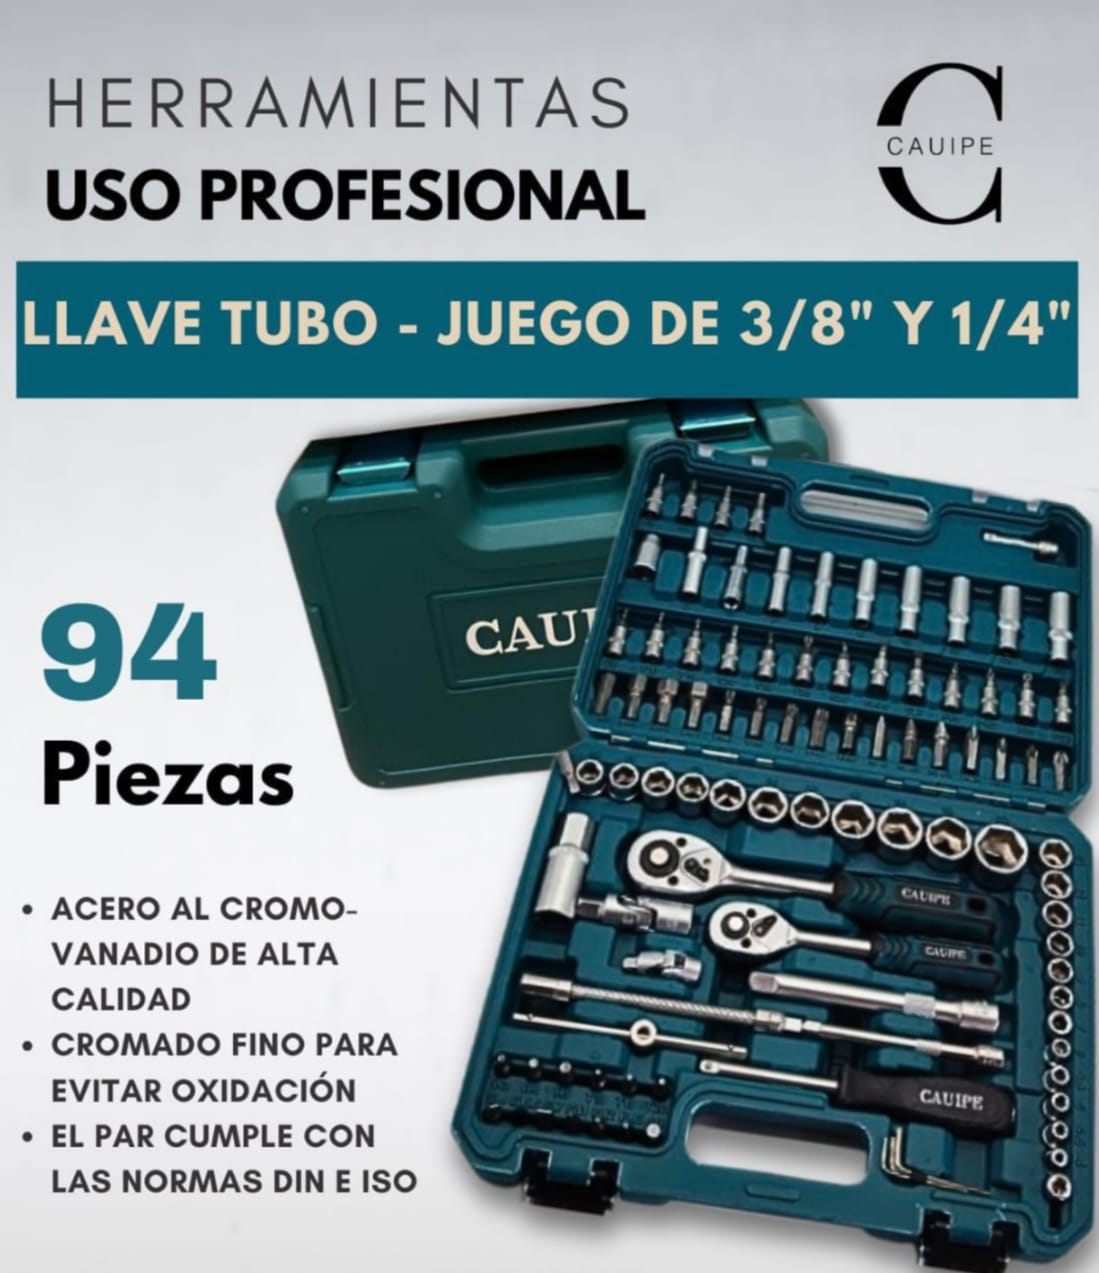 HERRAMIENTAS
USO PROFESIONAL
CAUIPE
LLAVE TUBO - JUEGO DE 3/8" Y 1/4"
CAUI
94
Piezas
CAUIPE
CAUIPE
CAUIPE
• ACERO AL CROMO-
VANADIO DE ALTA
CALIDAD
• CROMADO FINO PARA
EVITAR OXIDACIÓN
• EL PAR CUMPLE CON
LAS NORMAS DIN E ISO